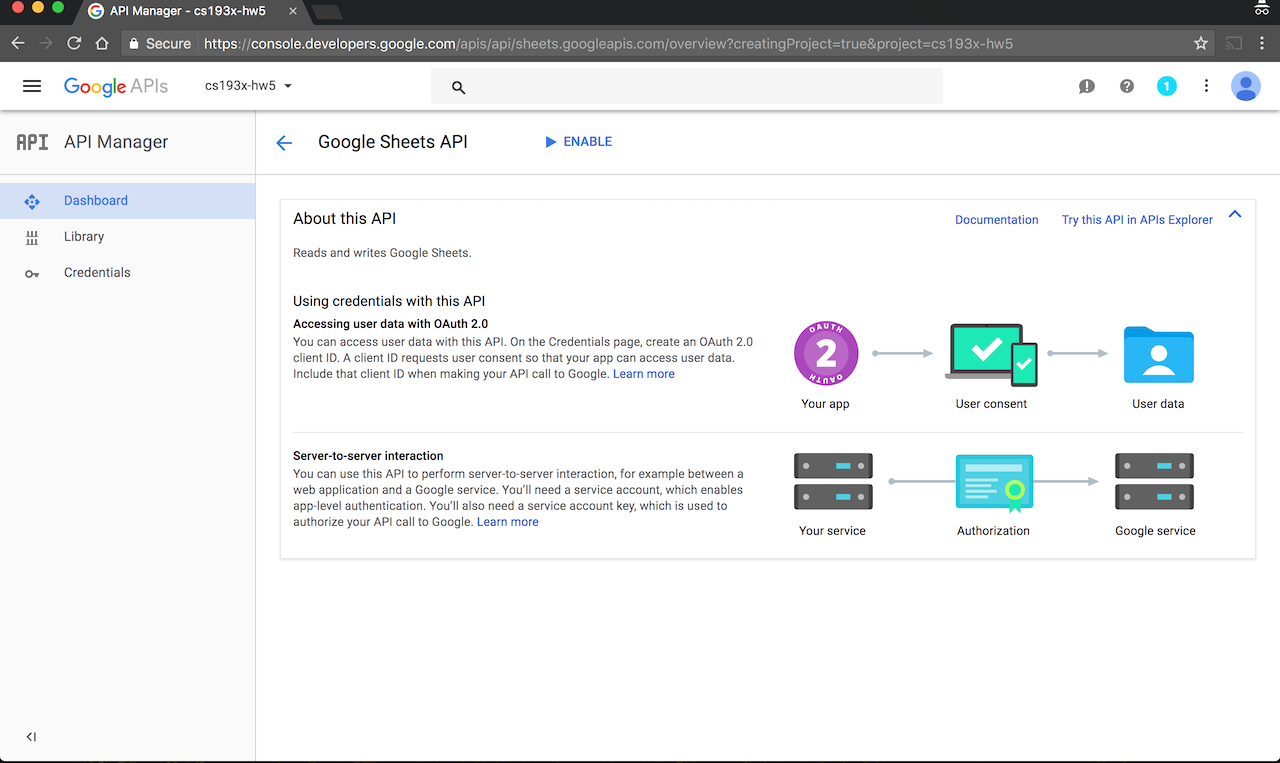 API Manager - cs193x-hw5
Secure https://console.developers.google.com/apis/api/sheets.googleapis.com/overview?creatingProject=true&project=cs193x-hw5
Google APIs cs193x-hw5 1
API API Manager
Google Sheets API ENABLE
Dashboard
Library
Credentials
About this API Documentation Try this API in APIs Explorer
Reads and writes Google Sheets.
Using credentials with this API
Accessing user data with OAuth 2.0
You can access user data with this API. On the Credentials page, create an OAuth 2.0
client ID. A client ID requests user consent so that your app can access user data.
Include that client ID when making your API call to Google. Learn more
OAUTH
2
OAUTH
Your app User consent User data
Server-to-server interaction
You can use this API to perform server-to-server interaction, for example between a
web application and a Google service. You’ll need a service account, which enables
app-level authentication. You’ll also need a service account key, which is used to
authorize your API call to Google. Learn more
Your service Authorization Google service